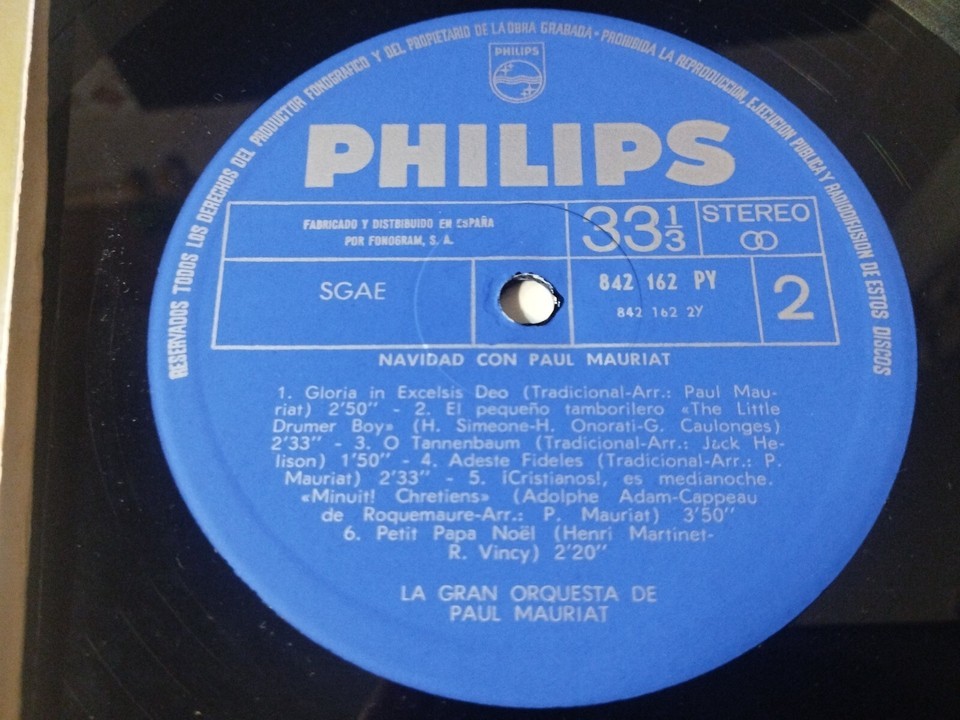 RESERVADOS TODOS LOS DERECHOS DEL PRODUCTOR FONOGRAFICO Y DEL PROPIETARIO DE LA OBRA GRABADA • PROHIBIDA LA REPRODUCCION, EJECUCION PUBLICA Y RADIODIFUSION DE ESTOS DISCOS
PHILIPS
PHILIPS
FABRICADO Y DISTRIBUIDO EN ESPAÑA
POR FONOGRAM, S. A.
33 1/3
STEREO
SGAE
842 162 PY
842 162 2Y
2
NAVIDAD CON PAUL MAURIAT
1. Gloria in Excelsis Deo (Tradicional-Arr.: Paul Mau-
riat) 2'50'' - 2. El pequeño tamborilero «The Little
Drumer Boy» (H. Simeone-H. Onorati-G. Caulonges)
2'33'' - 3. O Tannenbaum (Tradicional-Arr.: Jack He-
lison) 1'50'' - 4. Adeste Fideles (Tradicional-Arr.: P.
Mauriat) 2'33'' - 5. ¡Cristianos!, es medianoche.
«Minuit! Chretiens» (Adolphe Adam-Cappeau
de Roquemaure-Arr.: P. Mauriat) 3'50''
6. Petit Papa Noël (Henri Martinet-
R. Vincy) 2'20''
LA GRAN ORQUESTA DE
PAUL MAURIAT